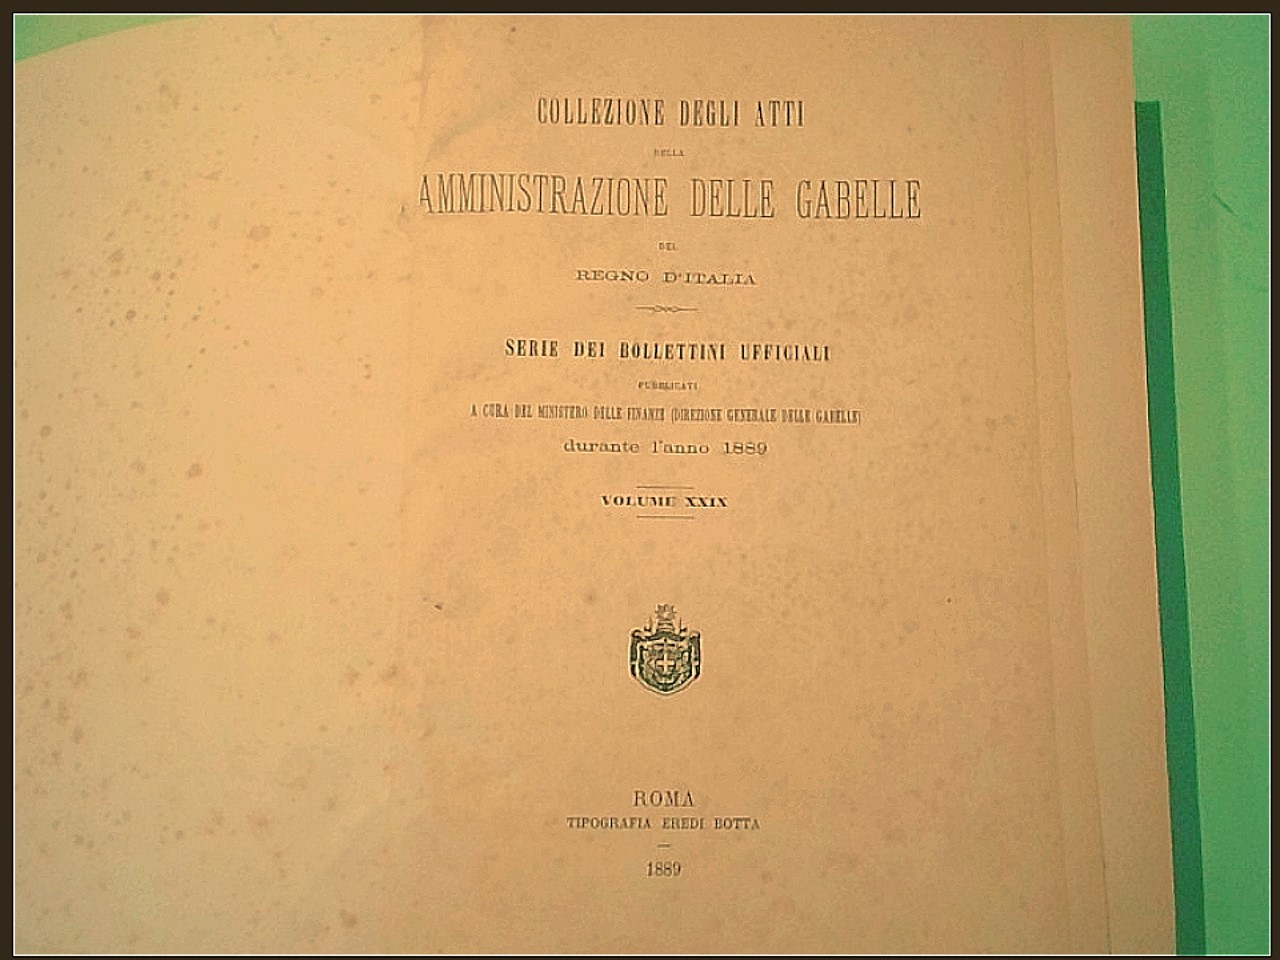 COLLEZIONE DEGLI ATTI
DELLA
AMMINISTRAZIONE DELLE GABELLE
DEL
REGNO D'ITALIA
SERIE DEI BOLLETTINI UFFICIALI
PUBBLICATI
A CURA DEL MINISTERO DELLE FINANZE (DIREZIONE GENERALE DELLE GABELLE)
durante l'anno 1889
VOLUME XXIX
ROMA
TIPOGRAFIA EREDI BOTTA
1889